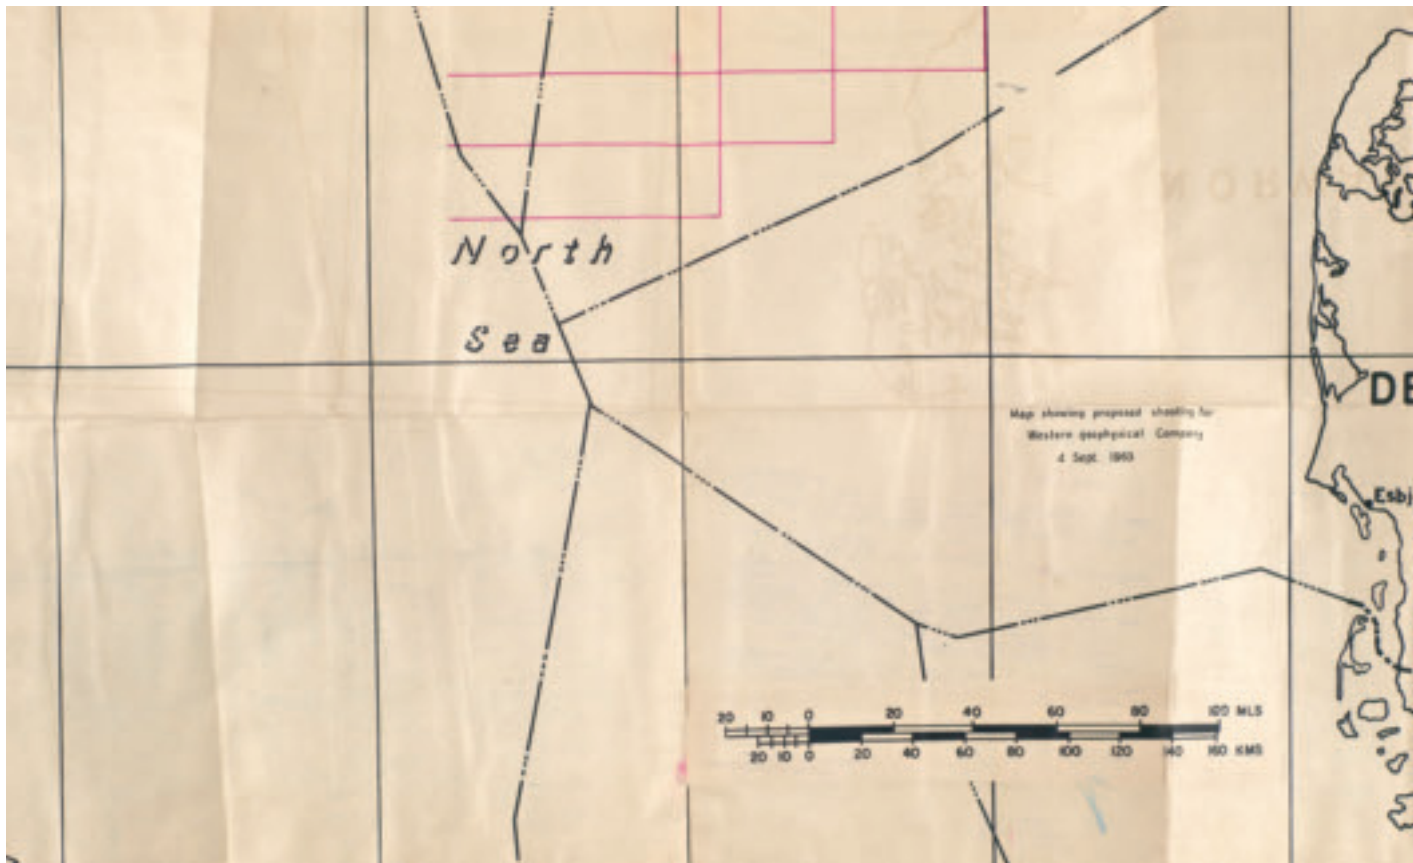 North
Sea
DE
Map showing proposed shooting for
Western geophysical Company
4 Sept.
Esbj
20 10 0 20 40 60 80 100 MLS
20 10 0 20 40 60 80 100 120 140 160 KMS
NORW